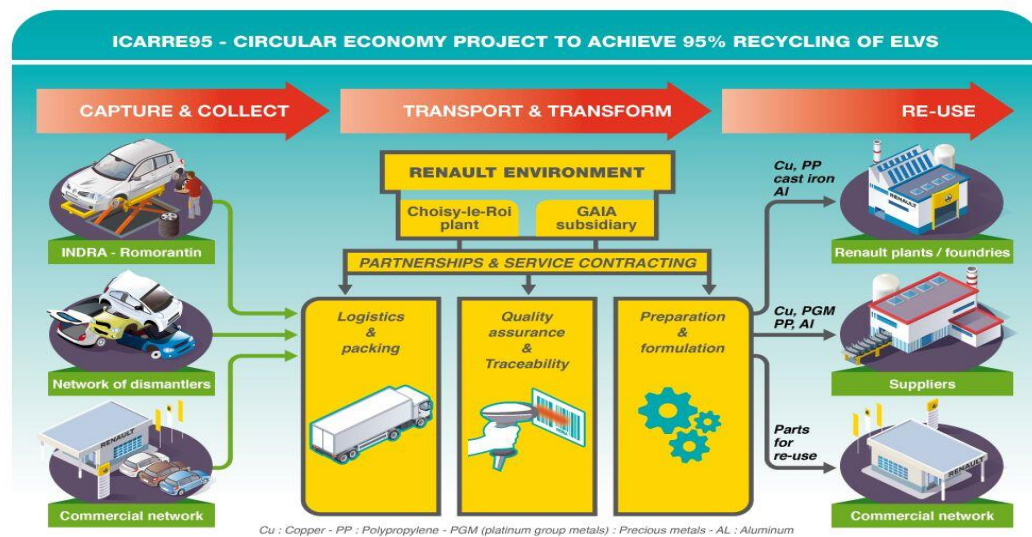 ICARRE95 - CIRCULAR ECONOMY PROJECT TO ACHIEVE 95% RECYCLING OF ELVS
CAPTURE & COLLECT
TRANSPORT & TRANSFORM
RE-USE
INDRA - Romorantin
Network of dismantlers
RENAULT
Commercial network
RENAULT ENVIRONMENT
Choisy-le-Roi
plant
GAIA
subsidiary
PARTNERSHIPS & SERVICE CONTRACTING
Logistics
&
packing
Quality
assurance
&
Traceability
Preparation
&
formulation
Cu, PP
cast iron
Al
RENAULT
Renault plants / foundries
Cu, PGM
PP, Al
Suppliers
Parts
for
re-use
RENAULT
Commercial network
Cu : Copper - PP : Polypropylene - PGM (platinum group metals) : Precious metals - AL : Aluminum